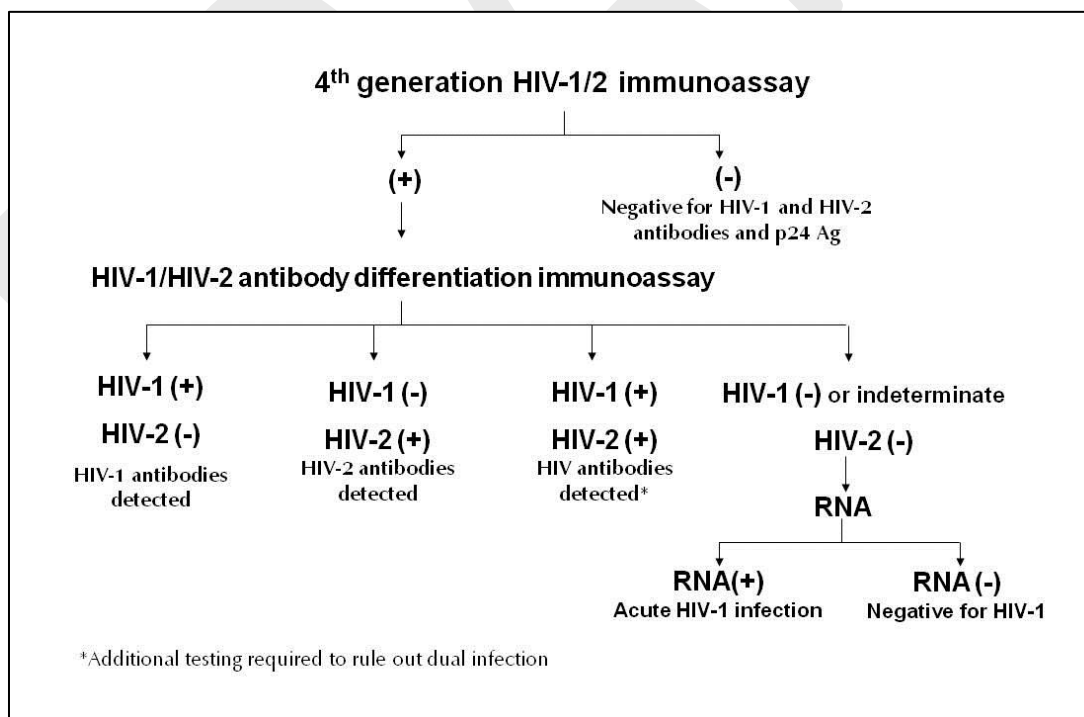 4th generation HIV-1/2 immunoassay
(+)
(-)
Negative for HIV-1 and HIV-2
antibodies and p24 Ag
HIV-1/HIV-2 antibody differentiation immunoassay
HIV-1 (+)
HIV-2 (-)
HIV-1 antibodies
detected
HIV-1 (-)
HIV-2 (+)
HIV-2 antibodies
detected
HIV-1 (+)
HIV-2 (+)
HIV antibodies
detected*
HIV-1 (-) or indeterminate
HIV-2 (-)
RNA
RNA(+)
Acute HIV-1 infection
RNA (-)
Negative for HIV-1
*Additional testing required to rule out dual infection